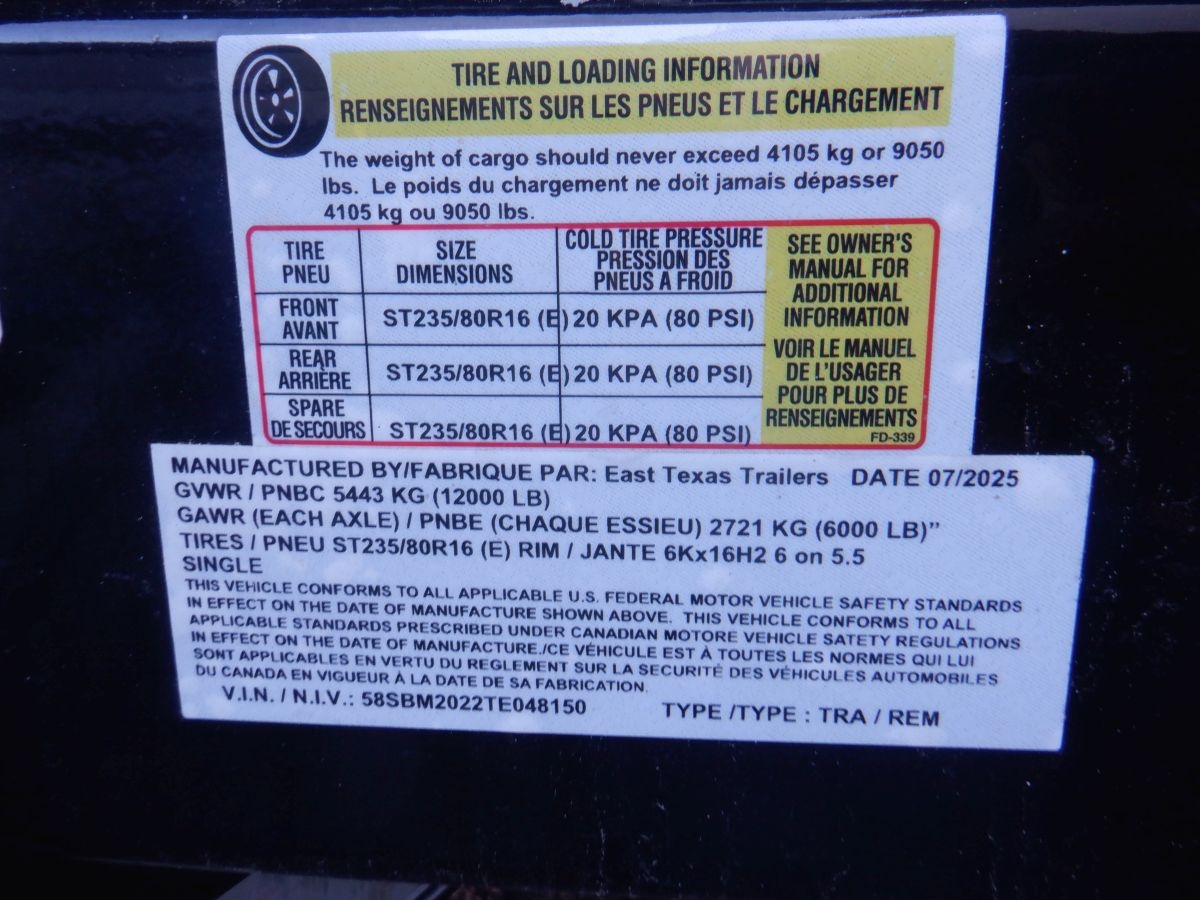 TIRE AND LOADING INFORMATION
RENSEIGNEMENTS SUR LES PNEUS ET LE CHARGEMENT
The weight of cargo should never exceed 4105 kg or 9050
lbs. Le poids du chargement ne doit jamais dépasser
4105 kg ou 9050 lbs.
TIRE
PNEU
SIZE
DIMENSIONS
COLD TIRE PRESSURE
PRESSION DES
PNEUS A FROID
FRONT
AVANT
ST235/80R16 (E)
20 KPA (80 PSI)
REAR
ARRIÈRE
ST235/80R16 (E)
20 KPA (80 PSI)
SPARE
DE SECOURS
ST235/80R16 (E)
20 KPA (80 PSI)
SEE OWNER'S
MANUAL FOR
ADDITIONAL
INFORMATION
VOIR LE MANUEL
DE L'USAGER
POUR PLUS DE
RENSEIGNEMENTS
FD-339
MANUFACTURED BY/FABRIQUE PAR: East Texas Trailers DATE 07/2025
GVWR / PNBC 5443 KG (12000 LB)
GAWR (EACH AXLE) / PNBE (CHAQUE ESSIEU) 2721 KG (6000 LB)”
TIRES / PNEU ST235/80R16 (E) RIM / JANTE 6Kx16H2 6 on 5.5
SINGLE
THIS VEHICLE CONFORMS TO ALL APPLICABLE U.S. FEDERAL MOTOR VEHICLE SAFETY STANDARDS
IN EFFECT ON THE DATE OF MANUFACTURE SHOWN ABOVE. THIS VEHICLE CONFORMS TO ALL
APPLICABLE STANDARDS PRESCRIBED UNDER CANADIAN MOTORE VEHICLE SATETY REGULATIONS
IN EFFECT ON THE DATE OF MANUFACTURE./CE VÉHICULE EST À TOUTES LES NORMES QUI LUI
SONT APPLICABLES EN VERTU DU REGLEMENT SUR LA SECURITÉ DES VÉHICULES AUTOMOBILES
DU CANADA EN VIGUEUR À LA DATE DE SA FABRICATION.
V.I.N. / N.I.V.: 58SBM2022TE048150
TYPE /TYPE : TRA / REM